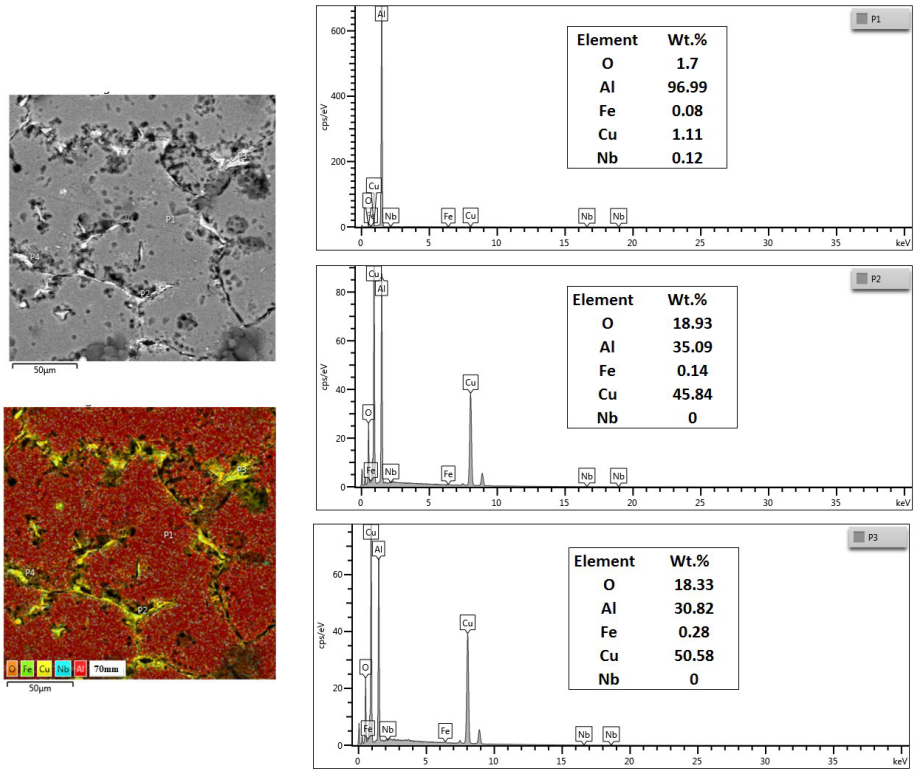 P3
P1
P4
P2
50µm
P3
P1
P4
P2
O Fe Cu Nb Al 70mm
50µm
P1
cps/eV
600
400
200
0
Al
Cu
O
Nb
Fe
Cu
Nb
Nb
0 5 10 15 20 25 30 35 keV
Element Wt.%
O 1.7
Al 96.99
Fe 0.08
Cu 1.11
Nb 0.12
P2
cps/eV
80
60
40
20
0
Cu
Al
O
Fe
Nb
Fe
Cu
Nb
Nb
0 5 10 15 20 25 30 35 keV
Element Wt.%
O 18.93
Al 35.09
Fe 0.14
Cu 45.84
Nb 0
P3
cps/eV
60
40
20
0
Cu
Al
O
Fe
Nb
Fe
Cu
Nb
Nb
0 5 10 15 20 25 30 35 keV
Element Wt.%
O 18.33
Al 30.82
Fe 0.28
Cu 50.58
Nb 0